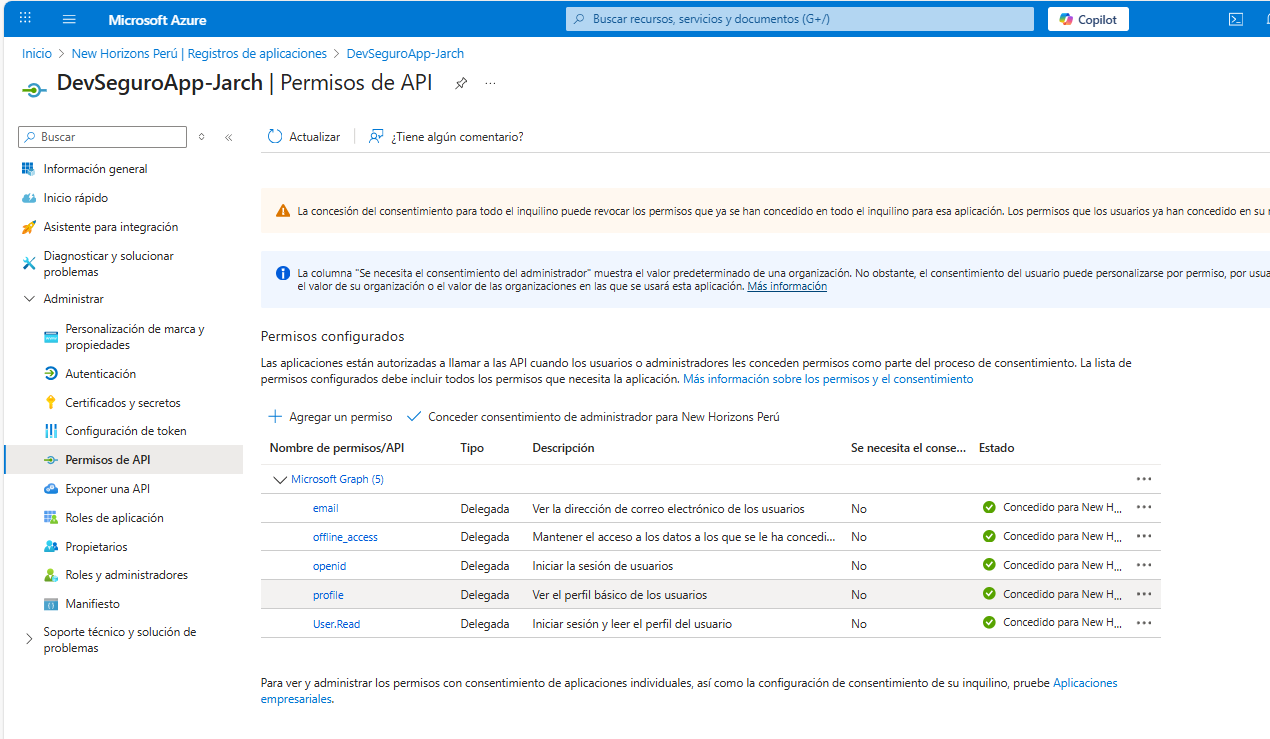 Microsoft Azure
Buscar recursos, servicios y documentos (G+/)
Copilot
Inicio > New Horizons Perú | Registros de aplicaciones > DevSeguroApp-Jarch
DevSeguroApp-Jarch | Permisos de API
Buscar
Actualizar
¿Tiene algún comentario?
Información general
Inicio rápido
Asistente para integración
Diagnosticar y solucionar
problemas
Administrar
Personalización de marca y
propiedades
Autenticación
Certificados y secretos
Configuración de token
Permisos de API
Exponer una API
Roles de aplicación
Propietarios
Roles y administradores
Manifiesto
Soporte técnico y solución de
problemas
La concesión del consentimiento para todo el inquilino puede revocar los permisos que ya se han concedido en todo el inquilino para esa aplicación. Los permisos que los usuarios ya han concedido en su
La columna "Se necesita el consentimiento del administrador" muestra el valor predeterminado de una organización. No obstante, el consentimiento del usuario puede personalizarse por permiso, por usua
el valor de su organización o el valor de las organizaciones en las que se usará esta aplicación. Más información
Permisos configurados
Las aplicaciones están autorizadas a llamar a las API cuando los usuarios o administradores les conceden permisos como parte del proceso de consentimiento. La lista de
permisos configurados debe incluir todos los permisos que necesita la aplicación. Más información sobre los permisos y el consentimiento
Agregar un permiso
Conceder consentimiento de administrador para New Horizons Perú
Nombre de permisos/API Tipo Descripción Se necesita el conse... Estado
Microsoft Graph (5)
email Delegada Ver la dirección de correo electrónico de los usuarios No Concedido para New H...
offline_access Delegada Mantener el acceso a los datos a los que se le ha concedi... No Concedido para New H...
openid Delegada Iniciar la sesión de usuarios No Concedido para New H...
profile Delegada Ver el perfil básico de los usuarios No Concedido para New H...
User.Read Delegada Iniciar sesión y leer el perfil del usuario No Concedido para New H...
Para ver y administrar los permisos con consentimiento de aplicaciones individuales, así como la configuración de consentimiento de su inquilino, pruebe Aplicaciones
empresariales.